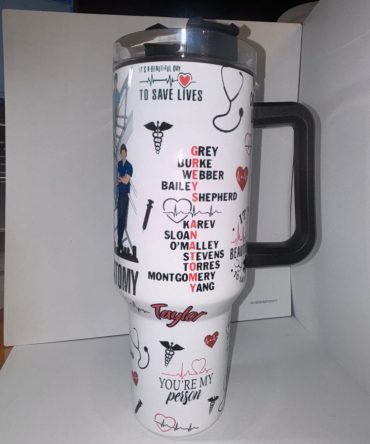 IT'S A BEAUTIFUL DAY
TO SAVE LIVES
GREY
BURKE
WEBBER
BAILEY
SHEPHERD
KAREV
SLOAN
O'MALLEY
STEVENS
TORRES
MONTGOMERY
YANG
TOMY
Taylor
YOU'RE MY
person